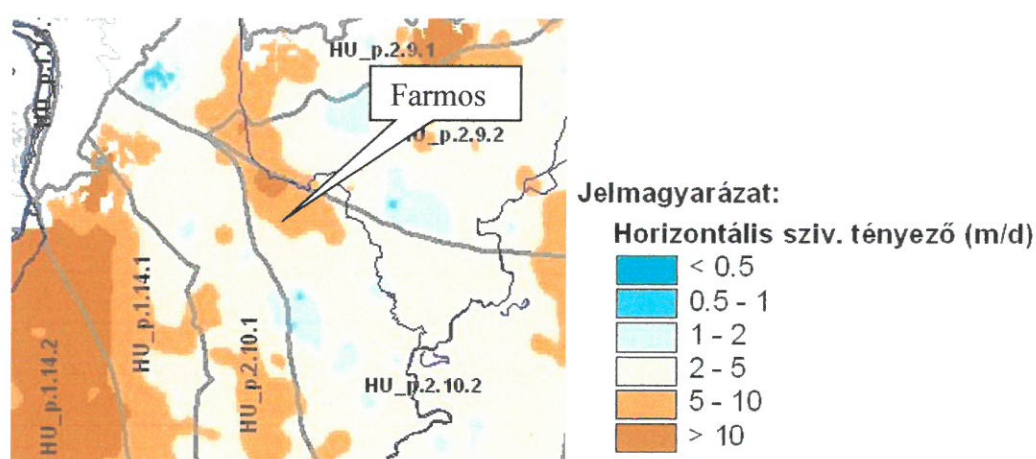 HU_p.2.9.1
Farmos
HU_p.2.9.2
HU_p.1.14.1
HU_p.1.14.2
HU_p.2.10.1
HU_p.2.10.2
Jelmagyarázat:
Horizontális sziv. tényező (m/d)
< 0.5
0.5 - 1
1 - 2
2 - 5
5 - 10
> 10